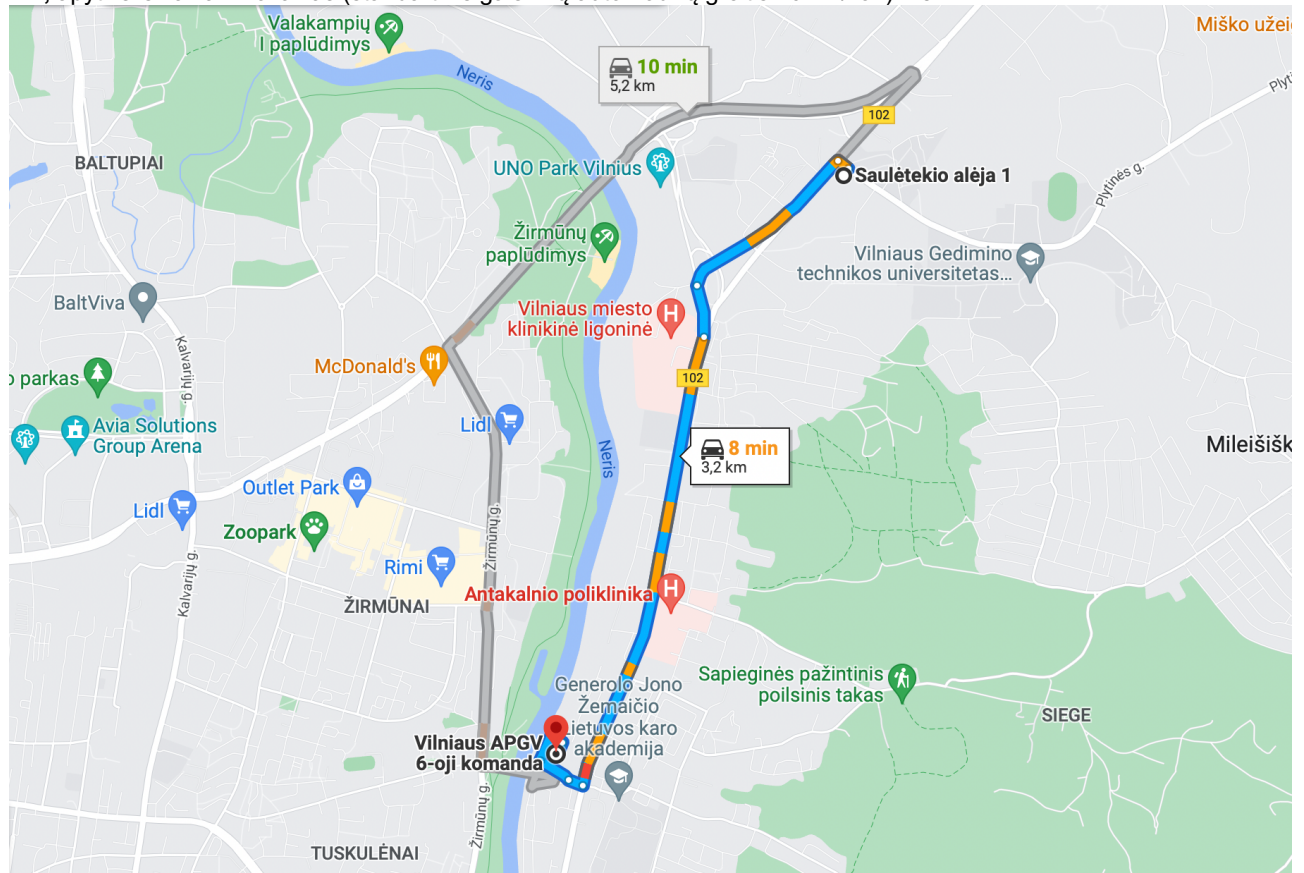 Valakampių
I paplūdimys
Neris
10 min
5,2 km
Miško užei
102
Plytinės g.
BALTUPIAI
UNO Park Vilnius
Saulėtekio alėja 1
Žirmūnų
paplūdimys
Vilniaus Gedimino
technikos universitetas...
BaltViva
Vilniaus miesto
klinikinė ligoninė
Kalvarijų g.
McDonald's
102
o parkas
Lidl
Avia Solutions
Group Arena
Neris
8 min
3,2 km
Mileišišk
Outlet Park
Lidl
Zoopark
Žirmūnų g.
Rimi
Kalvarijų g.
Antakalnio poliklinika
ŽIRMŪNAI
Sapieginės pažintinis
poilsinis takas
Generolo Jono
Žemaičio
ietuvos karo
akademija
SIEGE
Vilniaus APGV
6-oji komanda
Žirmūnų g.
TUSKULĖNAI